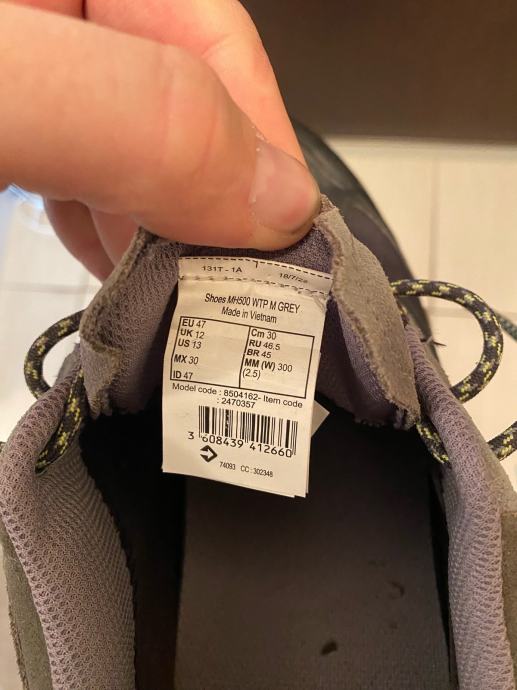 131T - 1A
Shoes MH500 WTP M GREY
Made in Vietnam
EU 47
UK 12
US 13
MX 30
ID 47
Cm 30
RU 46.5
BR 45
MM (W) 300
(2.5)
Model code : 8504162- Item code
: 2470357
3 608439 412660
74093 CC : 302348